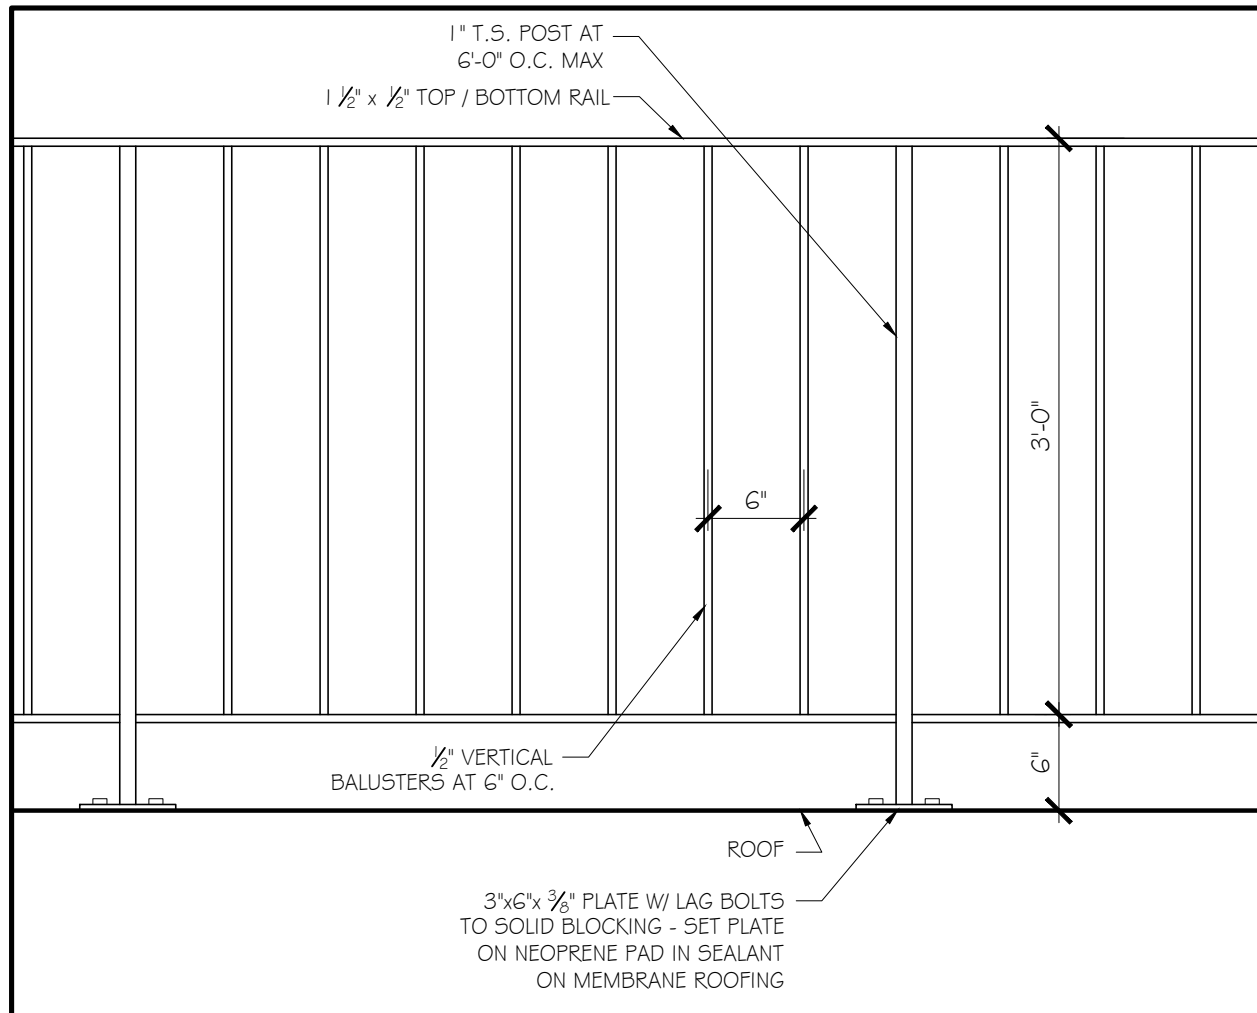 1" T.S. POST AT
6'-0" O.C. MAX
1 1/2" x 1/2" TOP / BOTTOM RAIL
3'-0"
6"
1/2" VERTICAL
BALUSTERS AT 6" O.C.
6"
ROOF
3"x6"x 3/8" PLATE W/ LAG BOLTS
TO SOLID BLOCKING - SET PLATE
ON NEOPRENE PAD IN SEALANT
ON MEMBRANE ROOFING